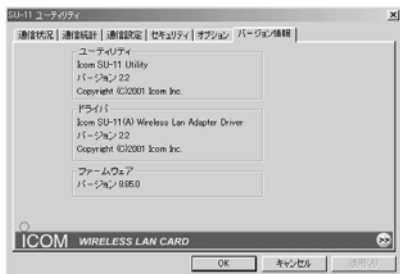 SU-11 ユーティリティ
通信状況 通信統計 通信設定 セキュリティ オプション バージョン情報
ユーティリティ
Icom SU-11 Utility
バージョン 2.2
Copyright (C)2001 Icom Inc.
ドライバ
Icom SU-11(A) Wireless Lan Adapter Driver
バージョン 2.2
Copyright (C)2001 Icom Inc.
ファームウェア
バージョン 0.85.0
ICOM WIRELESS LAN CARD
OK キャンセル 適用(A)